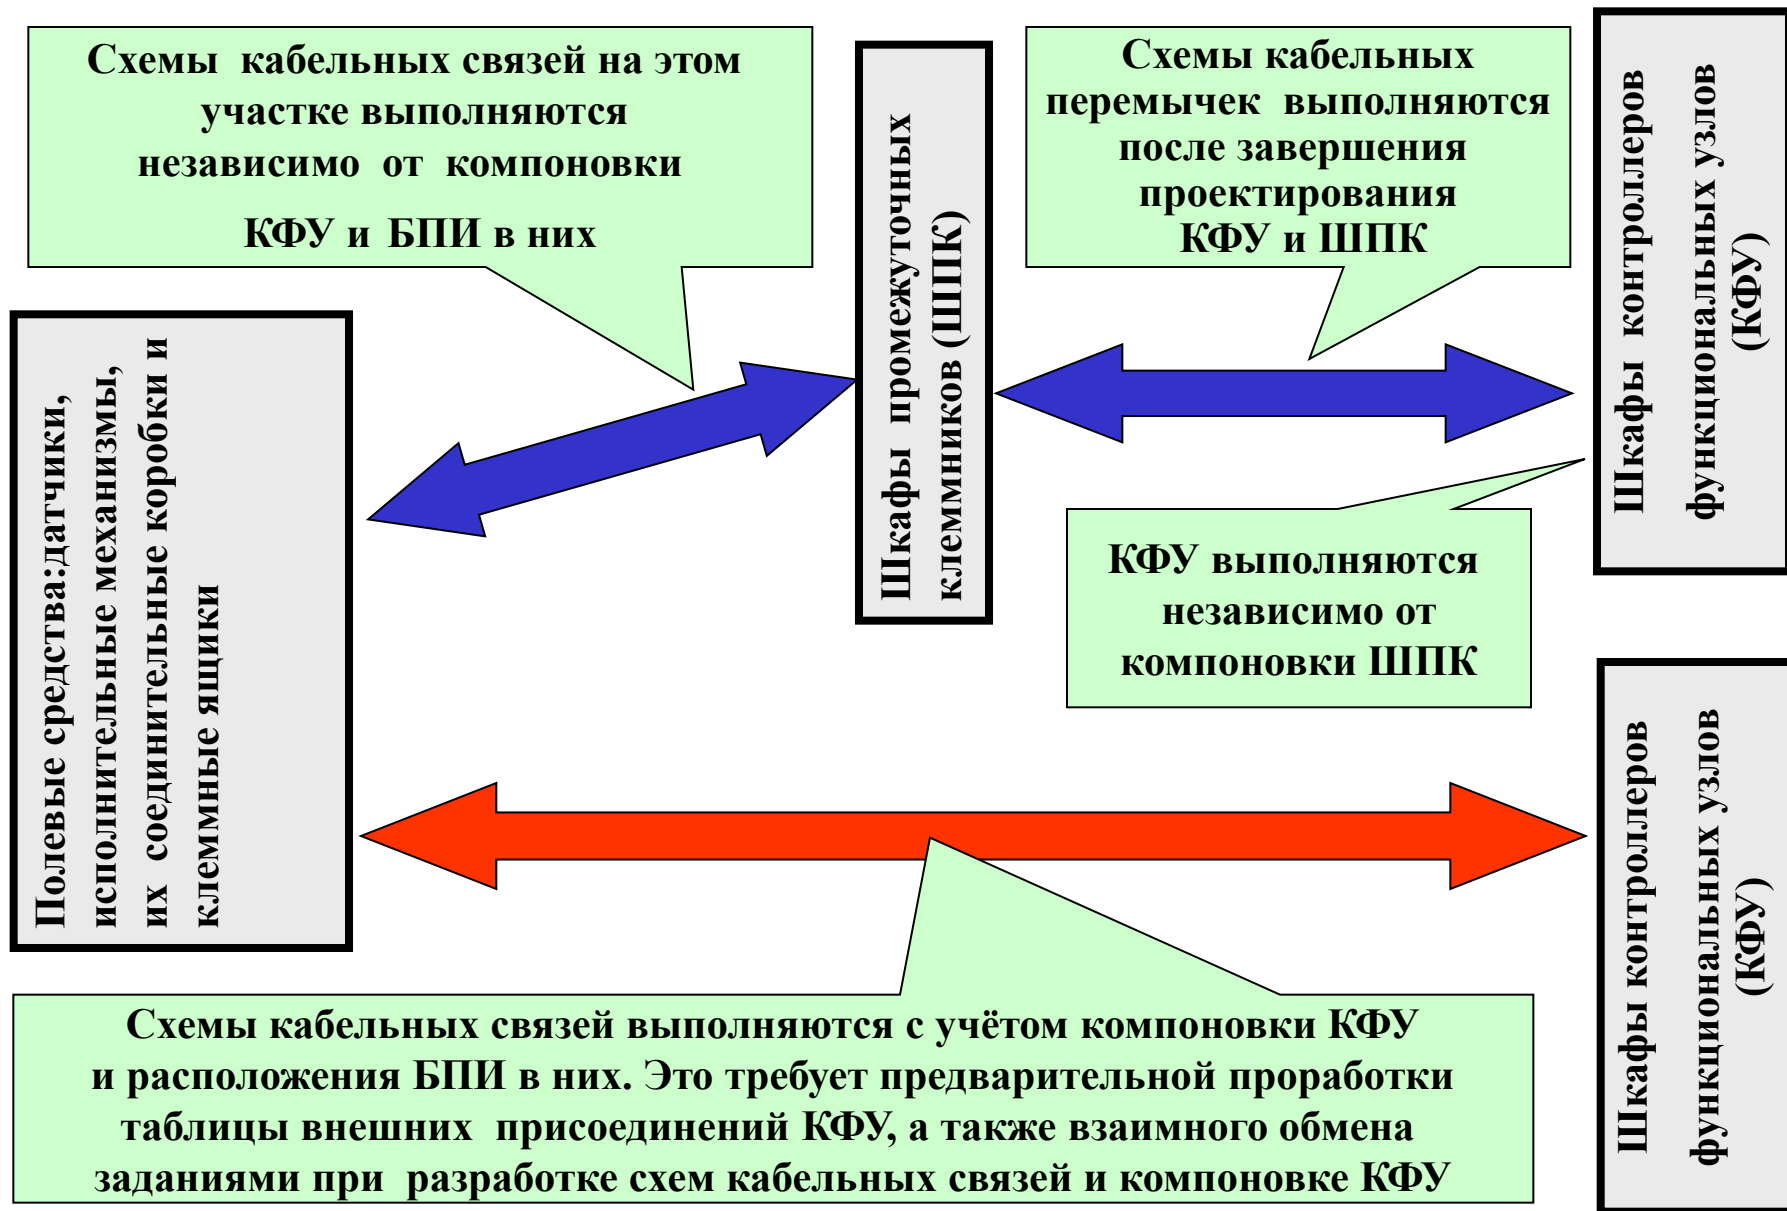 Схемы кабельных связей на этом
участке выполняются
независимо от компоновки
КФУ и БПИ в них
Шкафы промежуточных
клеммников (ШПК)
Схемы кабельных
перемычек выполняются
после завершения
проектирования
КФУ и ШПК
Шкафы контроллеров
функциональных узлов
(КФУ)
Полевые средства:датчики,
исполнительные механизмы,
их соединительные коробки и
клемные ящики
КФУ выполняются
независимо от
компоновки ШПК
Шкафы контроллеров
функциональных узлов
(КФУ)
Схемы кабельных связей выполняются с учётом компоновки КФУ
и расположения БПИ в них. Это требует предварительной проработки
таблицы внешних присоединений КФУ, а также взаимного обмена
заданиями при разработке схем кабельных связей и компоновке КФУ